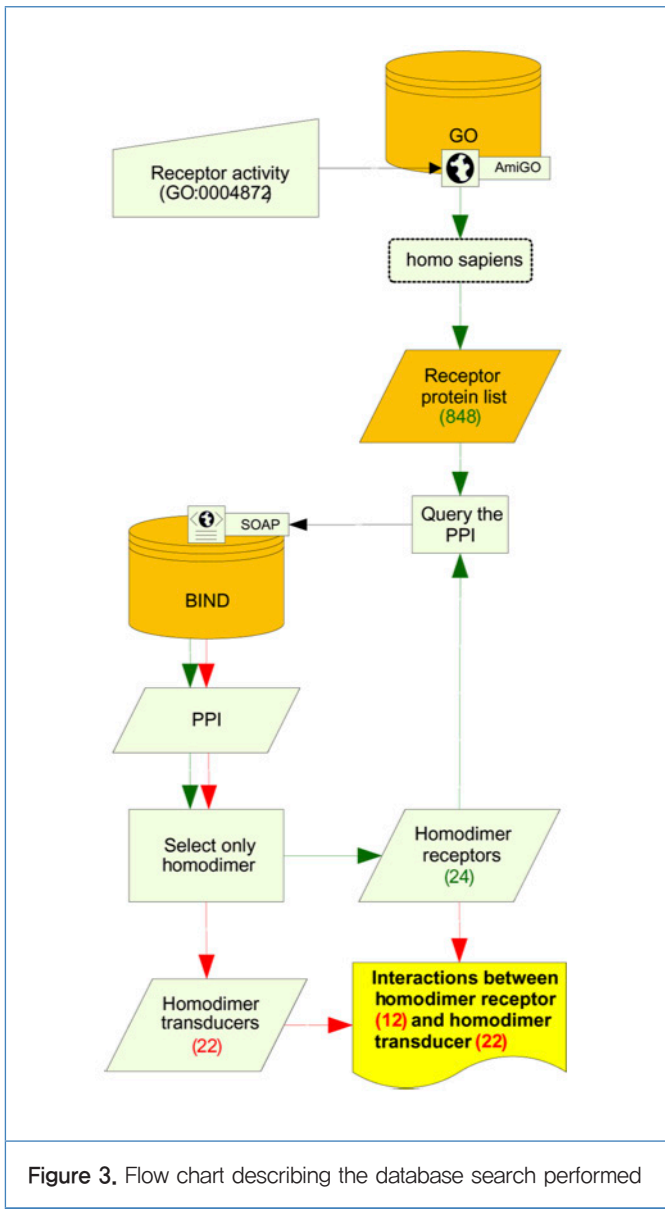 GO
AmiGO
Receptor activity
(GO:0004872)
homo sapiens
Receptor
protein list
(848)
Query the
PPI
SOAP
BIND
PPI
Select only
homodimer
Homodimer
receptors
(24)
Homodimer
transducers
(22)
Interactions between
homodimer receptor
(12) and homodimer
transducer (22)
Figure 3. Flow chart describing the database search performed